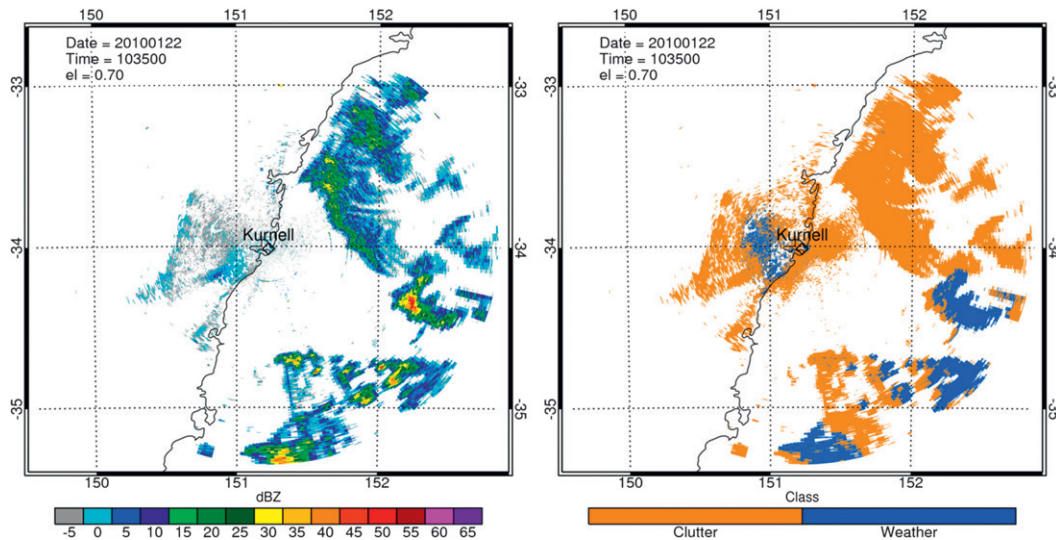 150 151 152
Date = 20100122
Time = 103500
el = 0.70
-33 -33
Kurnell
-34 -34
-35 -35
150 151 152
dBZ
-5 0 5 10 15 20 25 30 35 40 45 50 55 60 65
150 151 152
Date = 20100122
Time = 103500
el = 0.70
-33 -33
Kurnell
-34 -34
-35 -35
150 151 152
Class
Clutter Weather